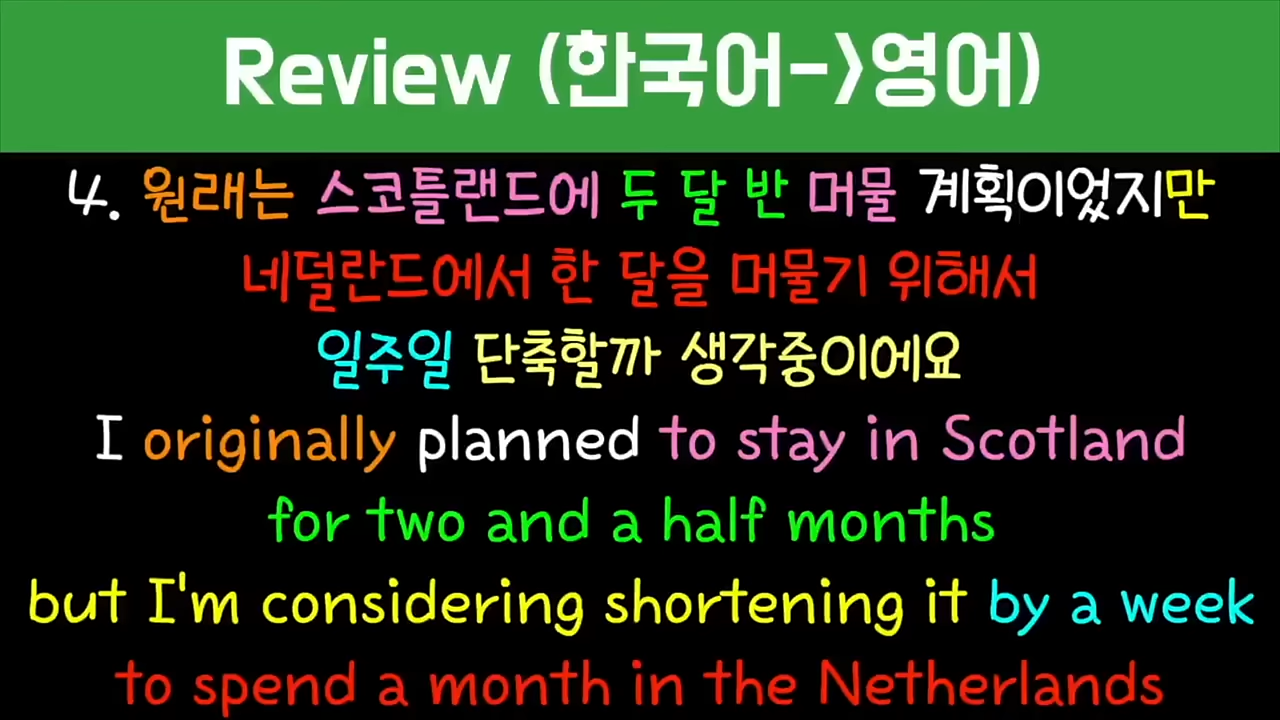 Review (한국어->영어)
4. 원래는 스코틀랜드에 두 달 반 머물 계획이었지만
네덜란드에서 한 달을 머물기 위해서
일주일 단축할까 생각중이에요
I originally planned to stay in Scotland
for two and a half months
but I'm considering shortening it by a week
to spend a month in the Netherlands